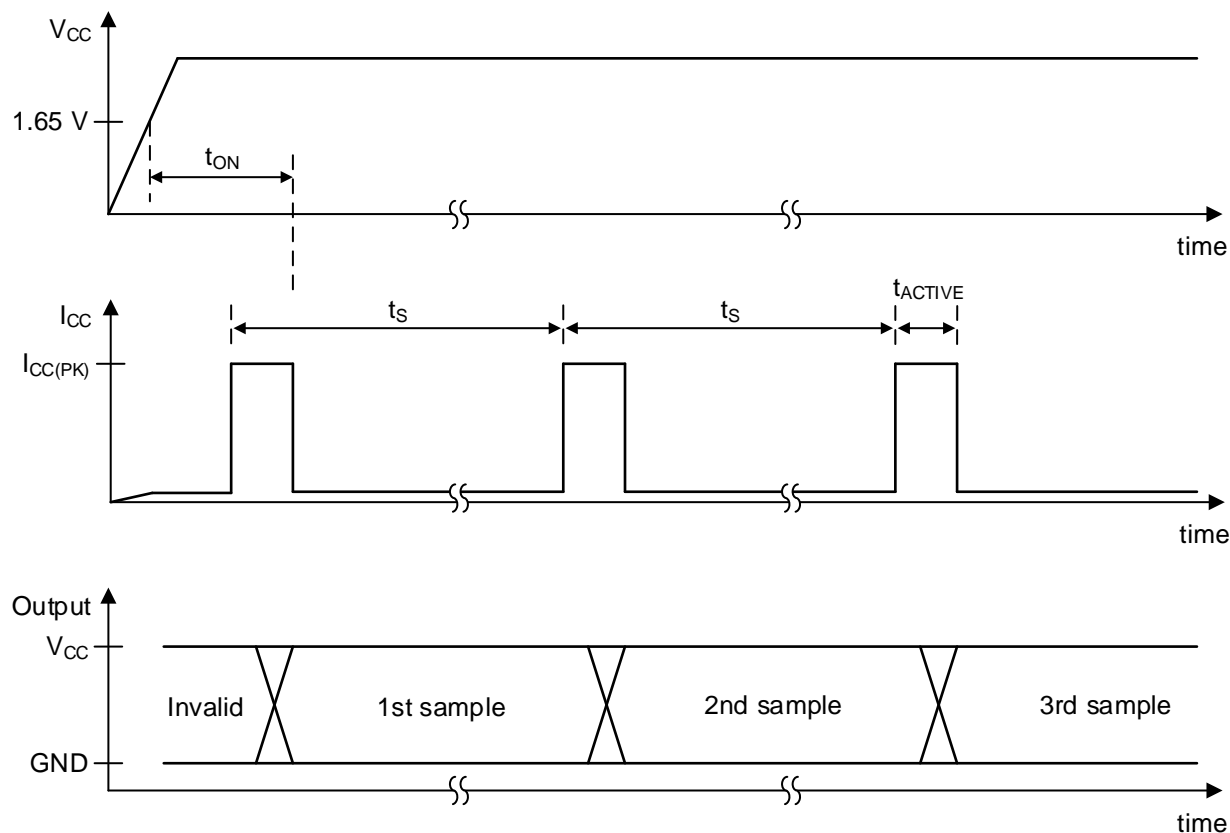 VCC
1.65 V
tON
time
ICC
tS
tS
tACTIVE
ICC(PK)
time
Output
VCC
Invalid
1st sample
2nd sample
3rd sample
GND
time